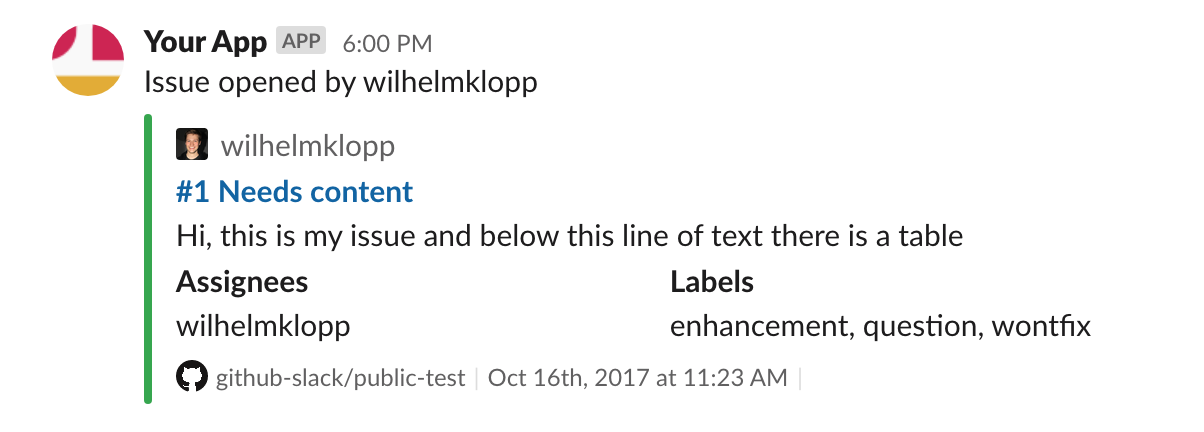 Your App APP 6:00 PM
Issue opened by wilhelmklopp
wilhelmklopp
#1 Needs content
Hi, this is my issue and below this line of text there is a table
Assignees Labels
wilhelmklopp enhancement, question, wontfix
github-slack/public-test | Oct 16th, 2017 at 11:23 AM |